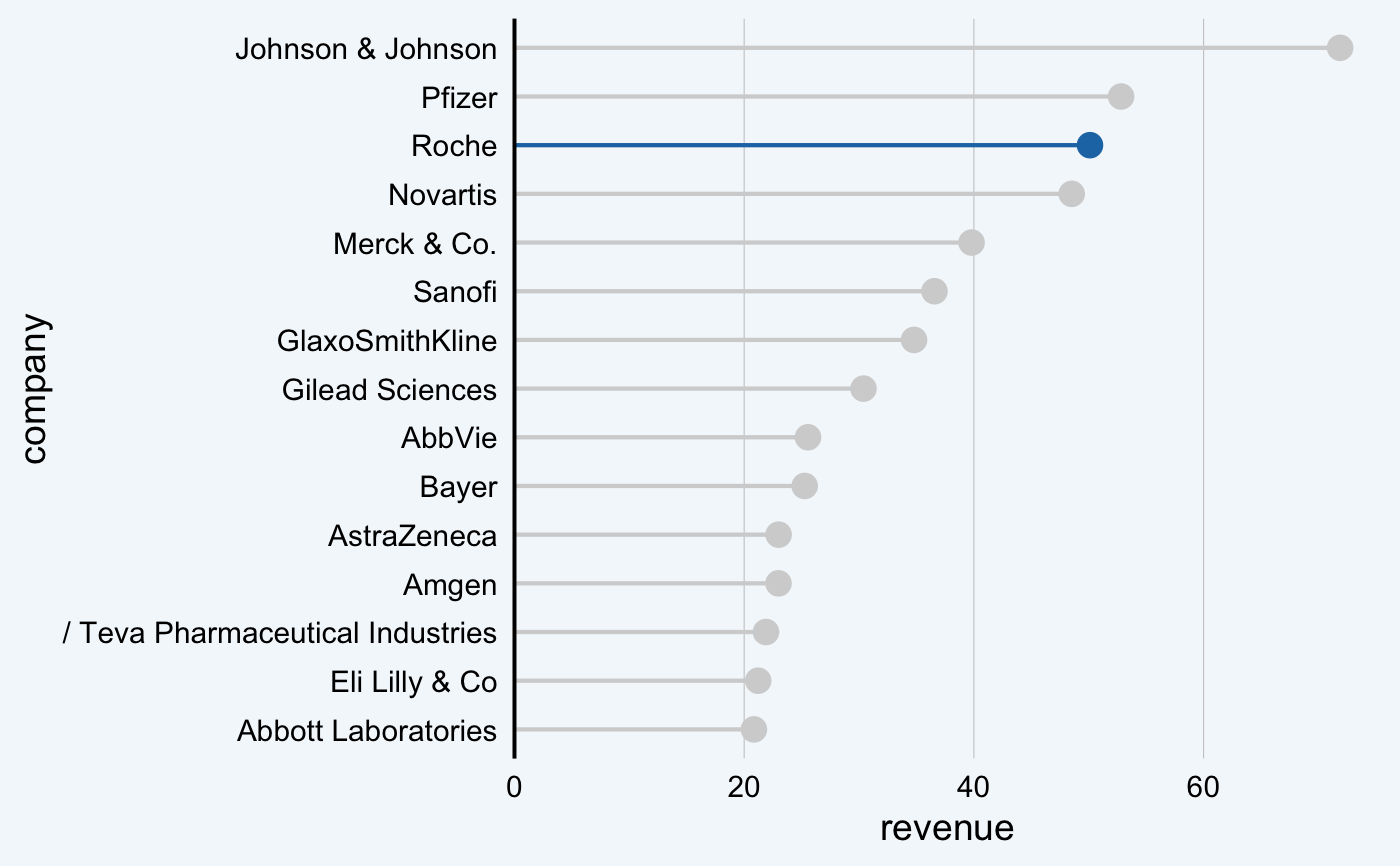 Johnson & Johnson
Pfizer
Roche
Novartis
Merck & Co.
Sanofi
GlaxoSmithKline
Gilead Sciences
AbbVie
Bayer
AstraZeneca
Amgen
/ Teva Pharmaceutical Industries
Eli Lilly & Co
Abbott Laboratories
company
0 20 40 60
revenue